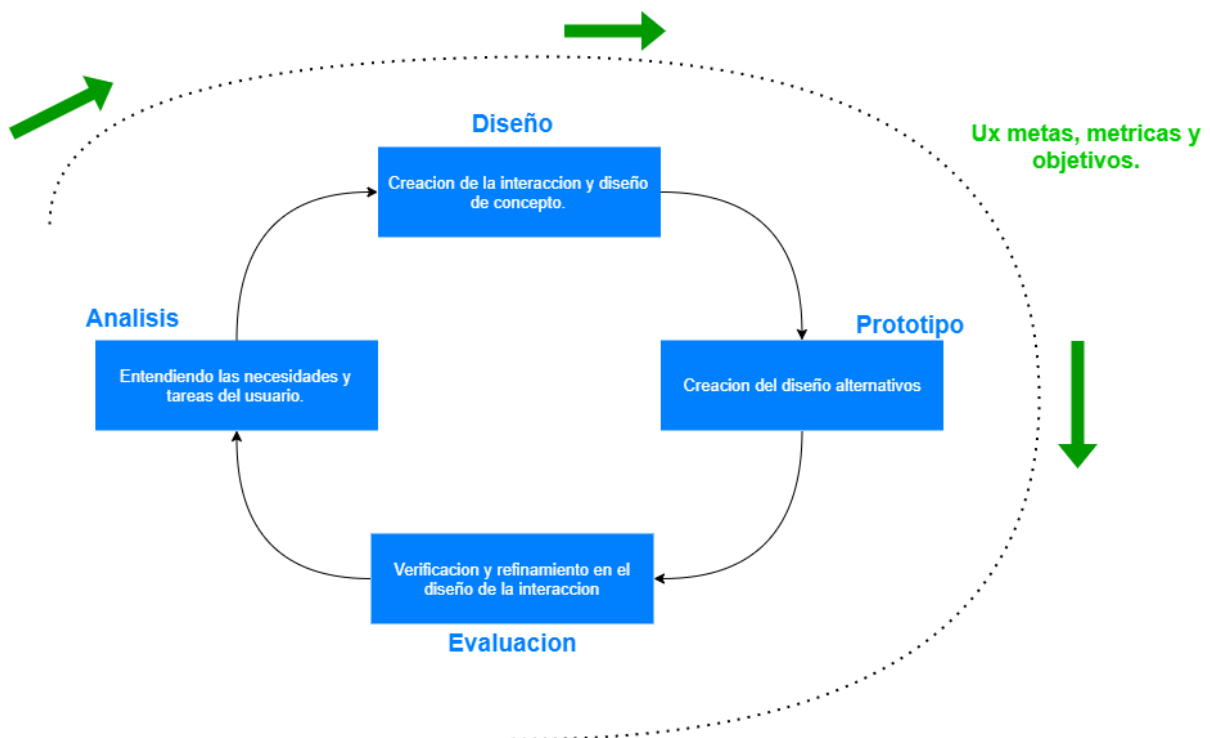 Diseño
Ux metas, metricas y
objetivos.
Creacion de la interaccion y diseño
de concepto.
Analisis
Prototipo
Entendiendo las necesidades y
tareas del usuario.
Creacion del diseño alternativos
Verificacion y refinamiento en el
diseño de la interaccion
Evaluacion